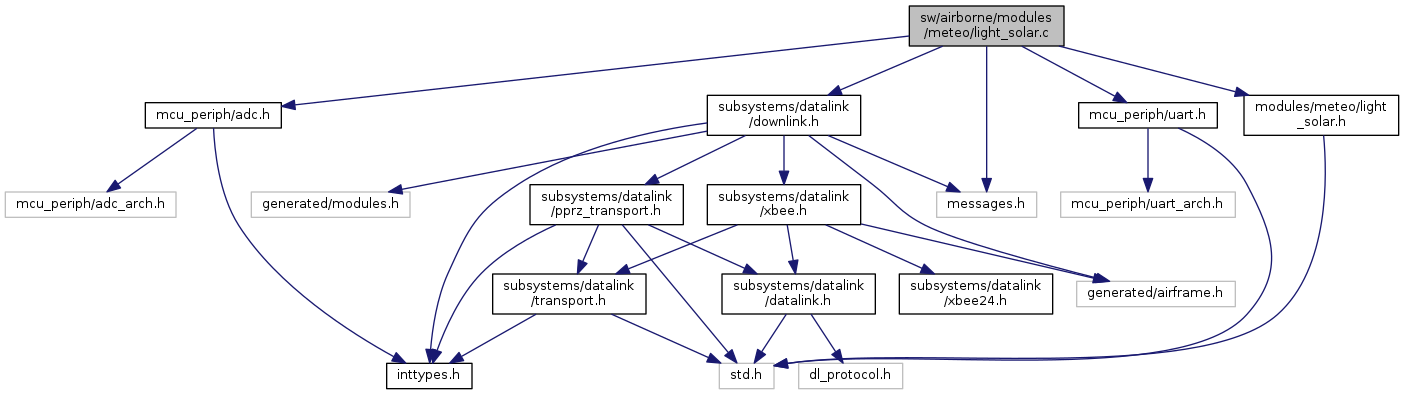 sw/airborne/modules
/meteo/light_solar.c
mcu_periph/adc.h
subsystems/datalink
/downlink.h
mcu_periph/uart.h
modules/meteo/light
_solar.h
mcu_periph/adc_arch.h
generated/modules.h
subsystems/datalink
/pprz_transport.h
subsystems/datalink
/xbee.h
messages.h
mcu_periph/uart_arch.h
subsystems/datalink
/transport.h
subsystems/datalink
/datalink.h
subsystems/datalink
/xbee24.h
generated/airframe.h
inttypes.h
std.h
dl_protocol.h